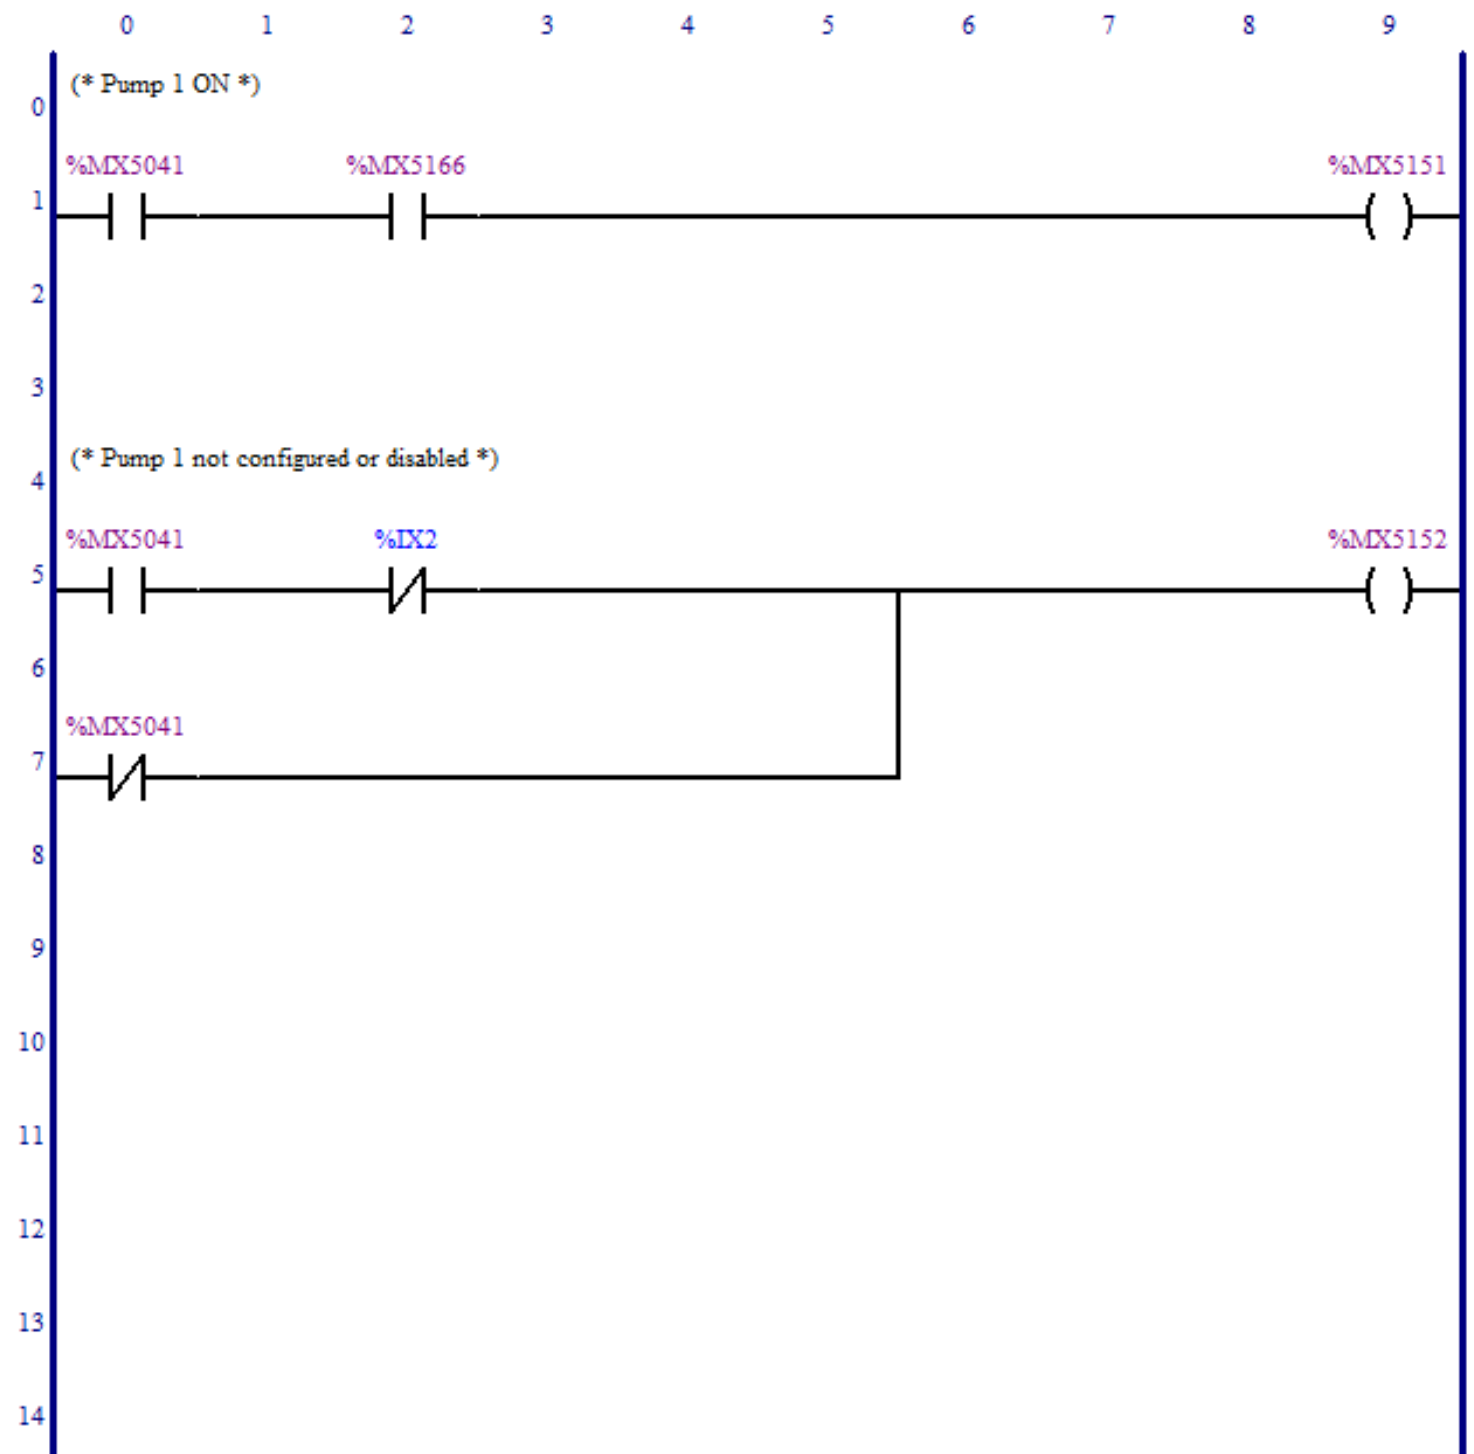 0 1 2 3 4 5 6 7 8 9
(* Pump 1 ON *)
0
%MX5041 %MX5166 %MX5151
1
2
3
(* Pump 1 not configured or disabled *)
4
%MX5041 %IX2 %MX5152
5
6
%MX5041
7
8
9
10
11
12
13
14